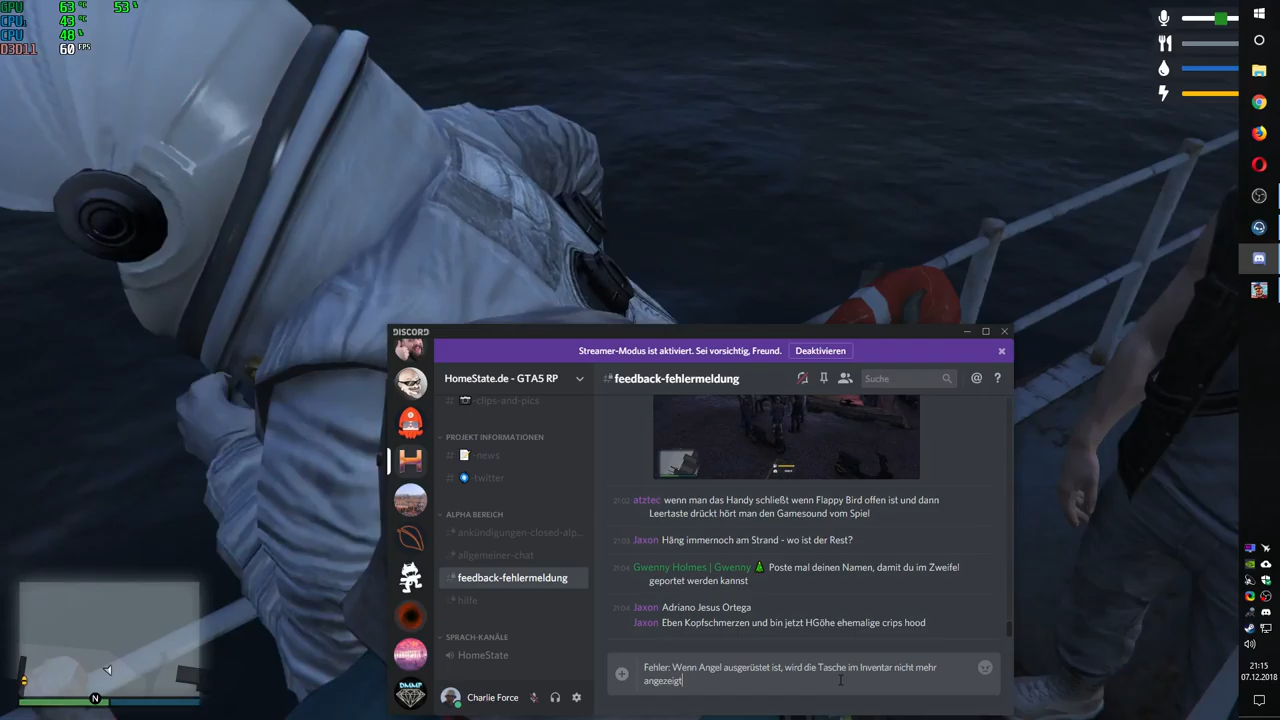 GPU 63 °C 53 %
CPU1 49 °C
CPU 48 %
D3D11 60 FPS
DISCORD
Streamer-Modus ist aktiviert. Sei vorsichtig, Freund. Deaktivieren
HomeState.de - GTA5 RP
feedback-fehlermeldung
Suche
-clips-and-pics
PROJEKT INFORMATIONEN
-news
-twitter
ALPHA BEREICH
ankündigungen-closed-alp...
allgemeiner-chat
feedback-fehlermeldung
hilfe
SPRACH-KANÄLE
HomeState
Charlie Force
21:02 atztec wenn man das Handy schließt wenn Flappy Bird offen ist und dann
Leertaste drückt hört man den Gamesound vom Spiel
21:03 Jaxon Häng immernoch am Strand - wo ist der Rest?
21:04 Gwenny Holmes | Gwenny Poste mal deinen Namen, damit du im Zweifel
geportet werden kannst
21:04 Jaxon Adriano Jesus Ortega
Jaxon Eben Kopfschmerzen und bin jetzt HGöhe ehemalige crips hood
Fehler: Wenn Angel ausgerüstet ist, wird die Tasche im Inventar nicht mehr
angezeigt
N
21:15
07.12.2018